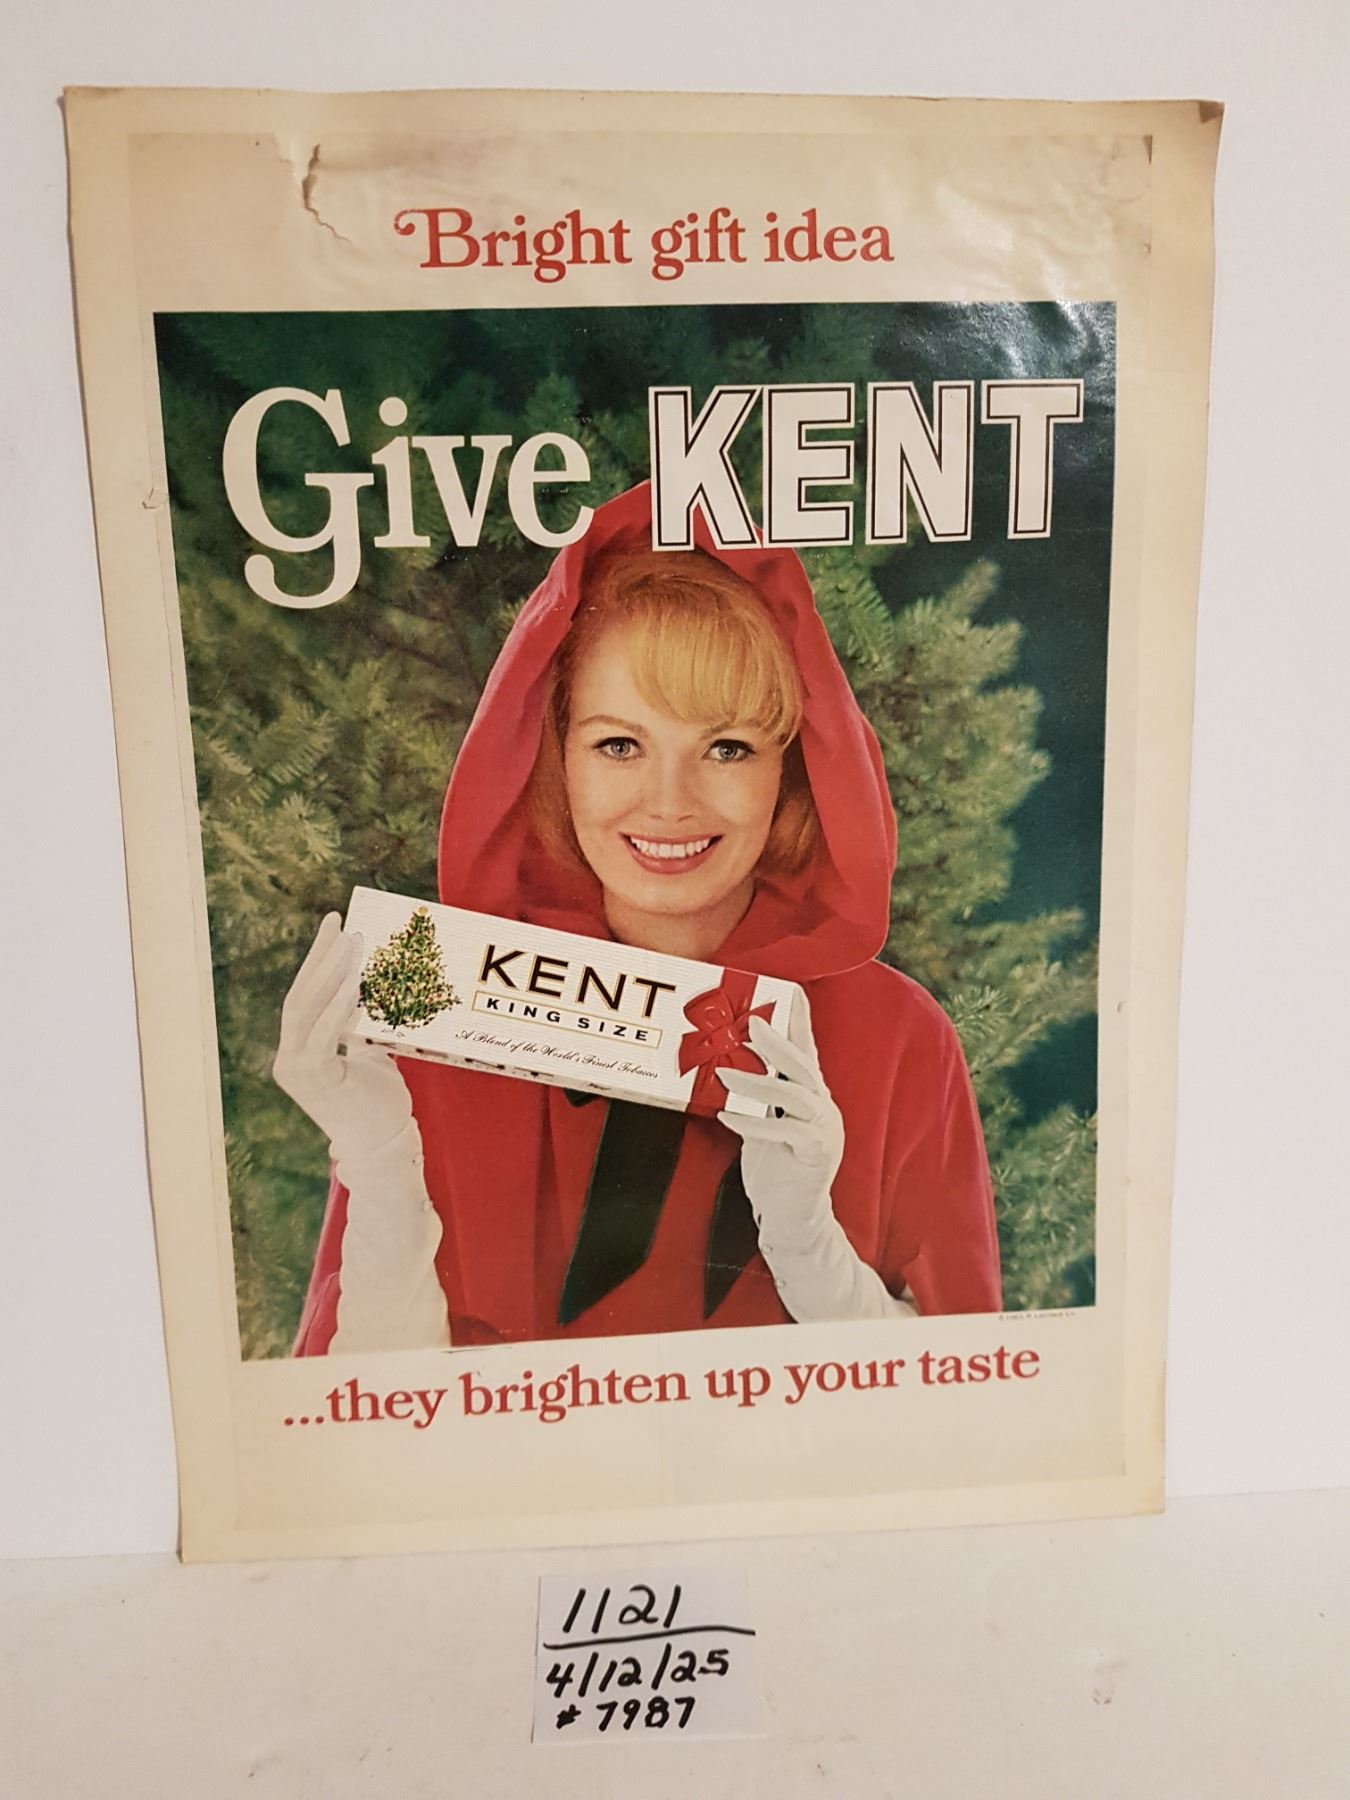 Bright gift idea
Give KENT
KENT
KING SIZE
A Blend of the World's Finest Tobaccos
...they brighten up your taste
1121
4/12/25
# 7987